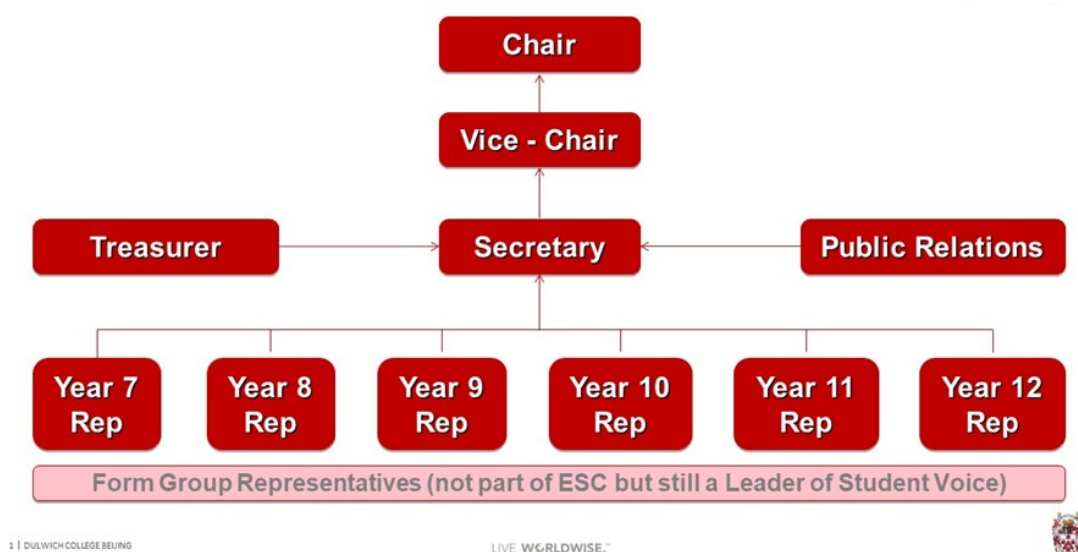 Chair
Vice - Chair
Treasurer
Secretary
Public Relations
Year 7
Rep
Year 8
Rep
Year 9
Rep
Year 10
Rep
Year 11
Rep
Year 12
Rep
Form Group Representatives (not part of ESC but still a Leader of Student Voice)
1 | DULWICH COLLEGE BEIJING
LIVE WORLDWISE.™